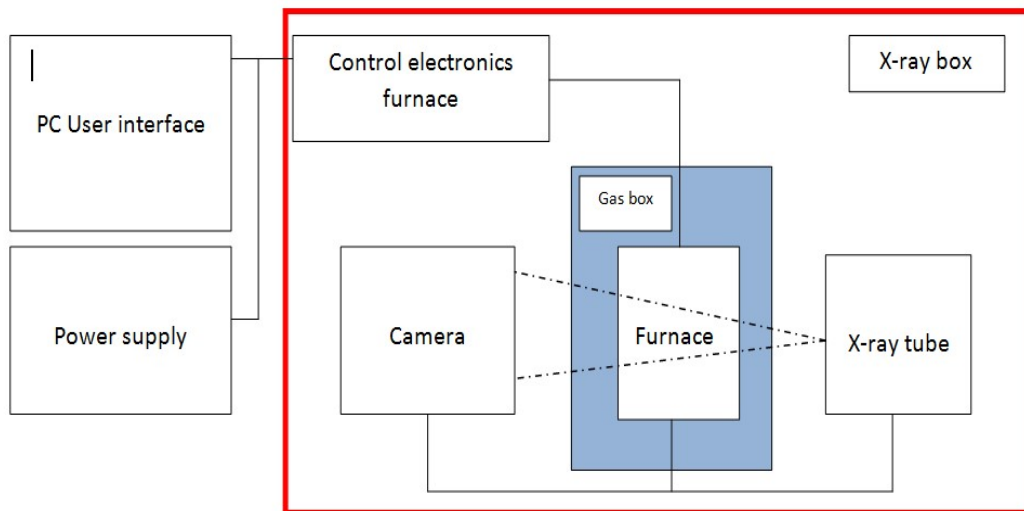 PC User interface
Control electronics
furnace
X-ray box
Gas box
Power supply
Camera
Furnace
X-ray tube